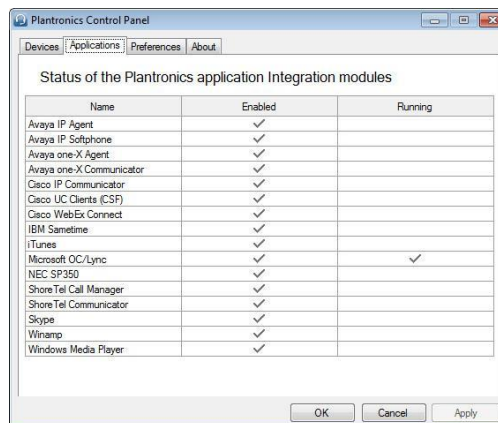 Plantronics Control Panel
Devices Applications Preferences About
Status of the Plantronics application Integration modules
Name Enabled Running
Avaya IP Agent
Avaya IP Softphone
Avaya one-X Agent
Avaya one-X Communicator
Cisco IP Communicator
Cisco UC Clients (CSF)
Cisco WebEx Connect
IBM Sametime
iTunes
Microsoft OC/Lync
NEC SP350
ShoreTel Call Manager
ShoreTel Communicator
Skype
Winamp
Windows Media Player
OK Cancel Apply